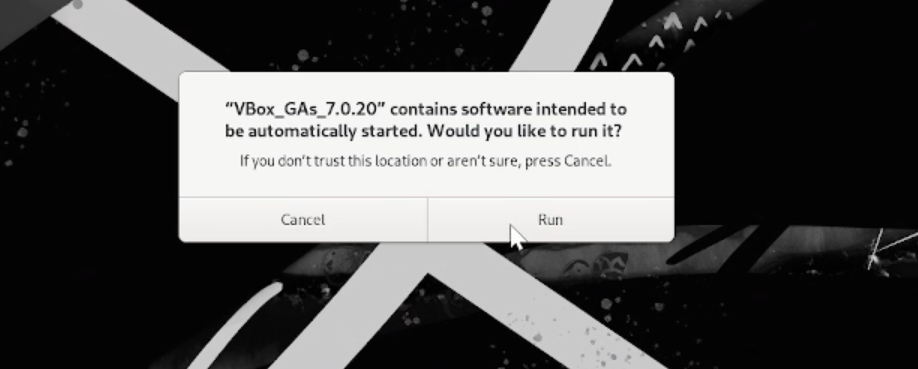 “VBox_GAs_7.0.20” contains software intended to
be automatically started. Would you like to run it?
If you don’t trust this location or aren’t sure, press Cancel.
Cancel
Run